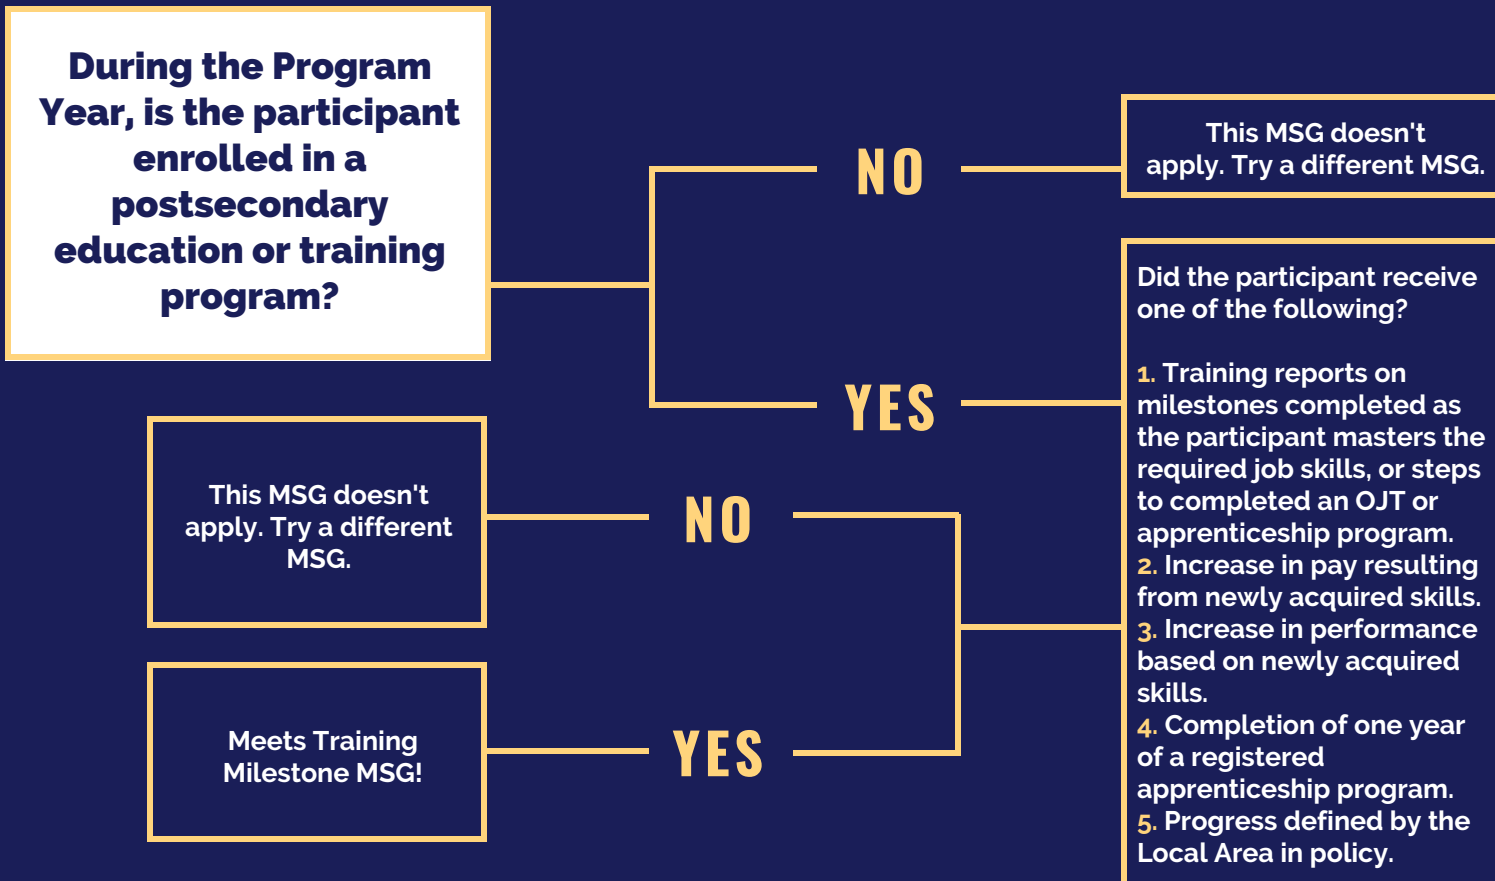 During the Program
Year, is the participant
enrolled in a
postsecondary
education or training
program?
NO
This MSG doesn't
apply. Try a different MSG.
YES
Did the participant receive
one of the following?
1. Training reports on
milestones completed as
the participant masters the
required job skills, or steps
to completed an OJT or
apprenticeship program.
2. Increase in pay resulting
from newly acquired skills.
3. Increase in performance
based on newly acquired
skills.
4. Completion of one year
of a registered
apprenticeship program.
5. Progress defined by the
Local Area in policy.
NO
This MSG doesn't
apply. Try a different
MSG.
YES
Meets Training
Milestone MSG!